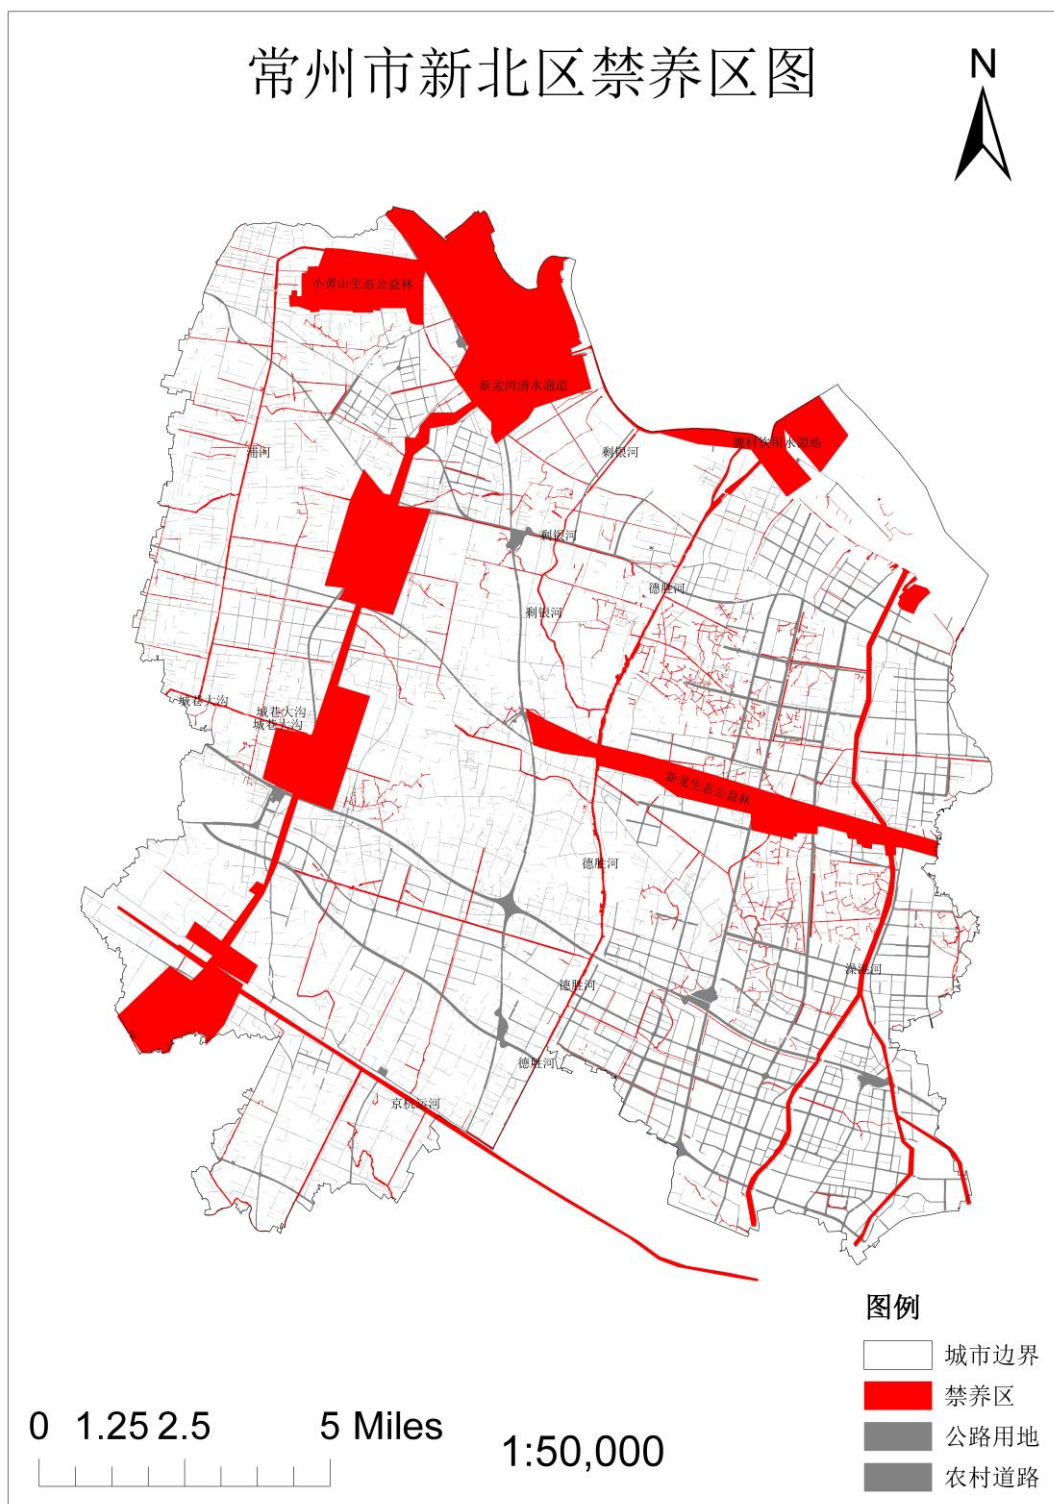 常州市新北区禁养区图
N
小黄山生态公益林
新孟河清水通道
魏村饮用水源地
浦河
剩银河
剩银河
德胜河
剩银河
城巷大沟
城巷大沟
城巷大沟
新龙生态公益林
德胜河
澡港河
德胜河
德胜河
京杭运河
图例
城市边界
禁养区
公路用地
农村道路
0 1.25 2.5 5 Miles
1:50,000